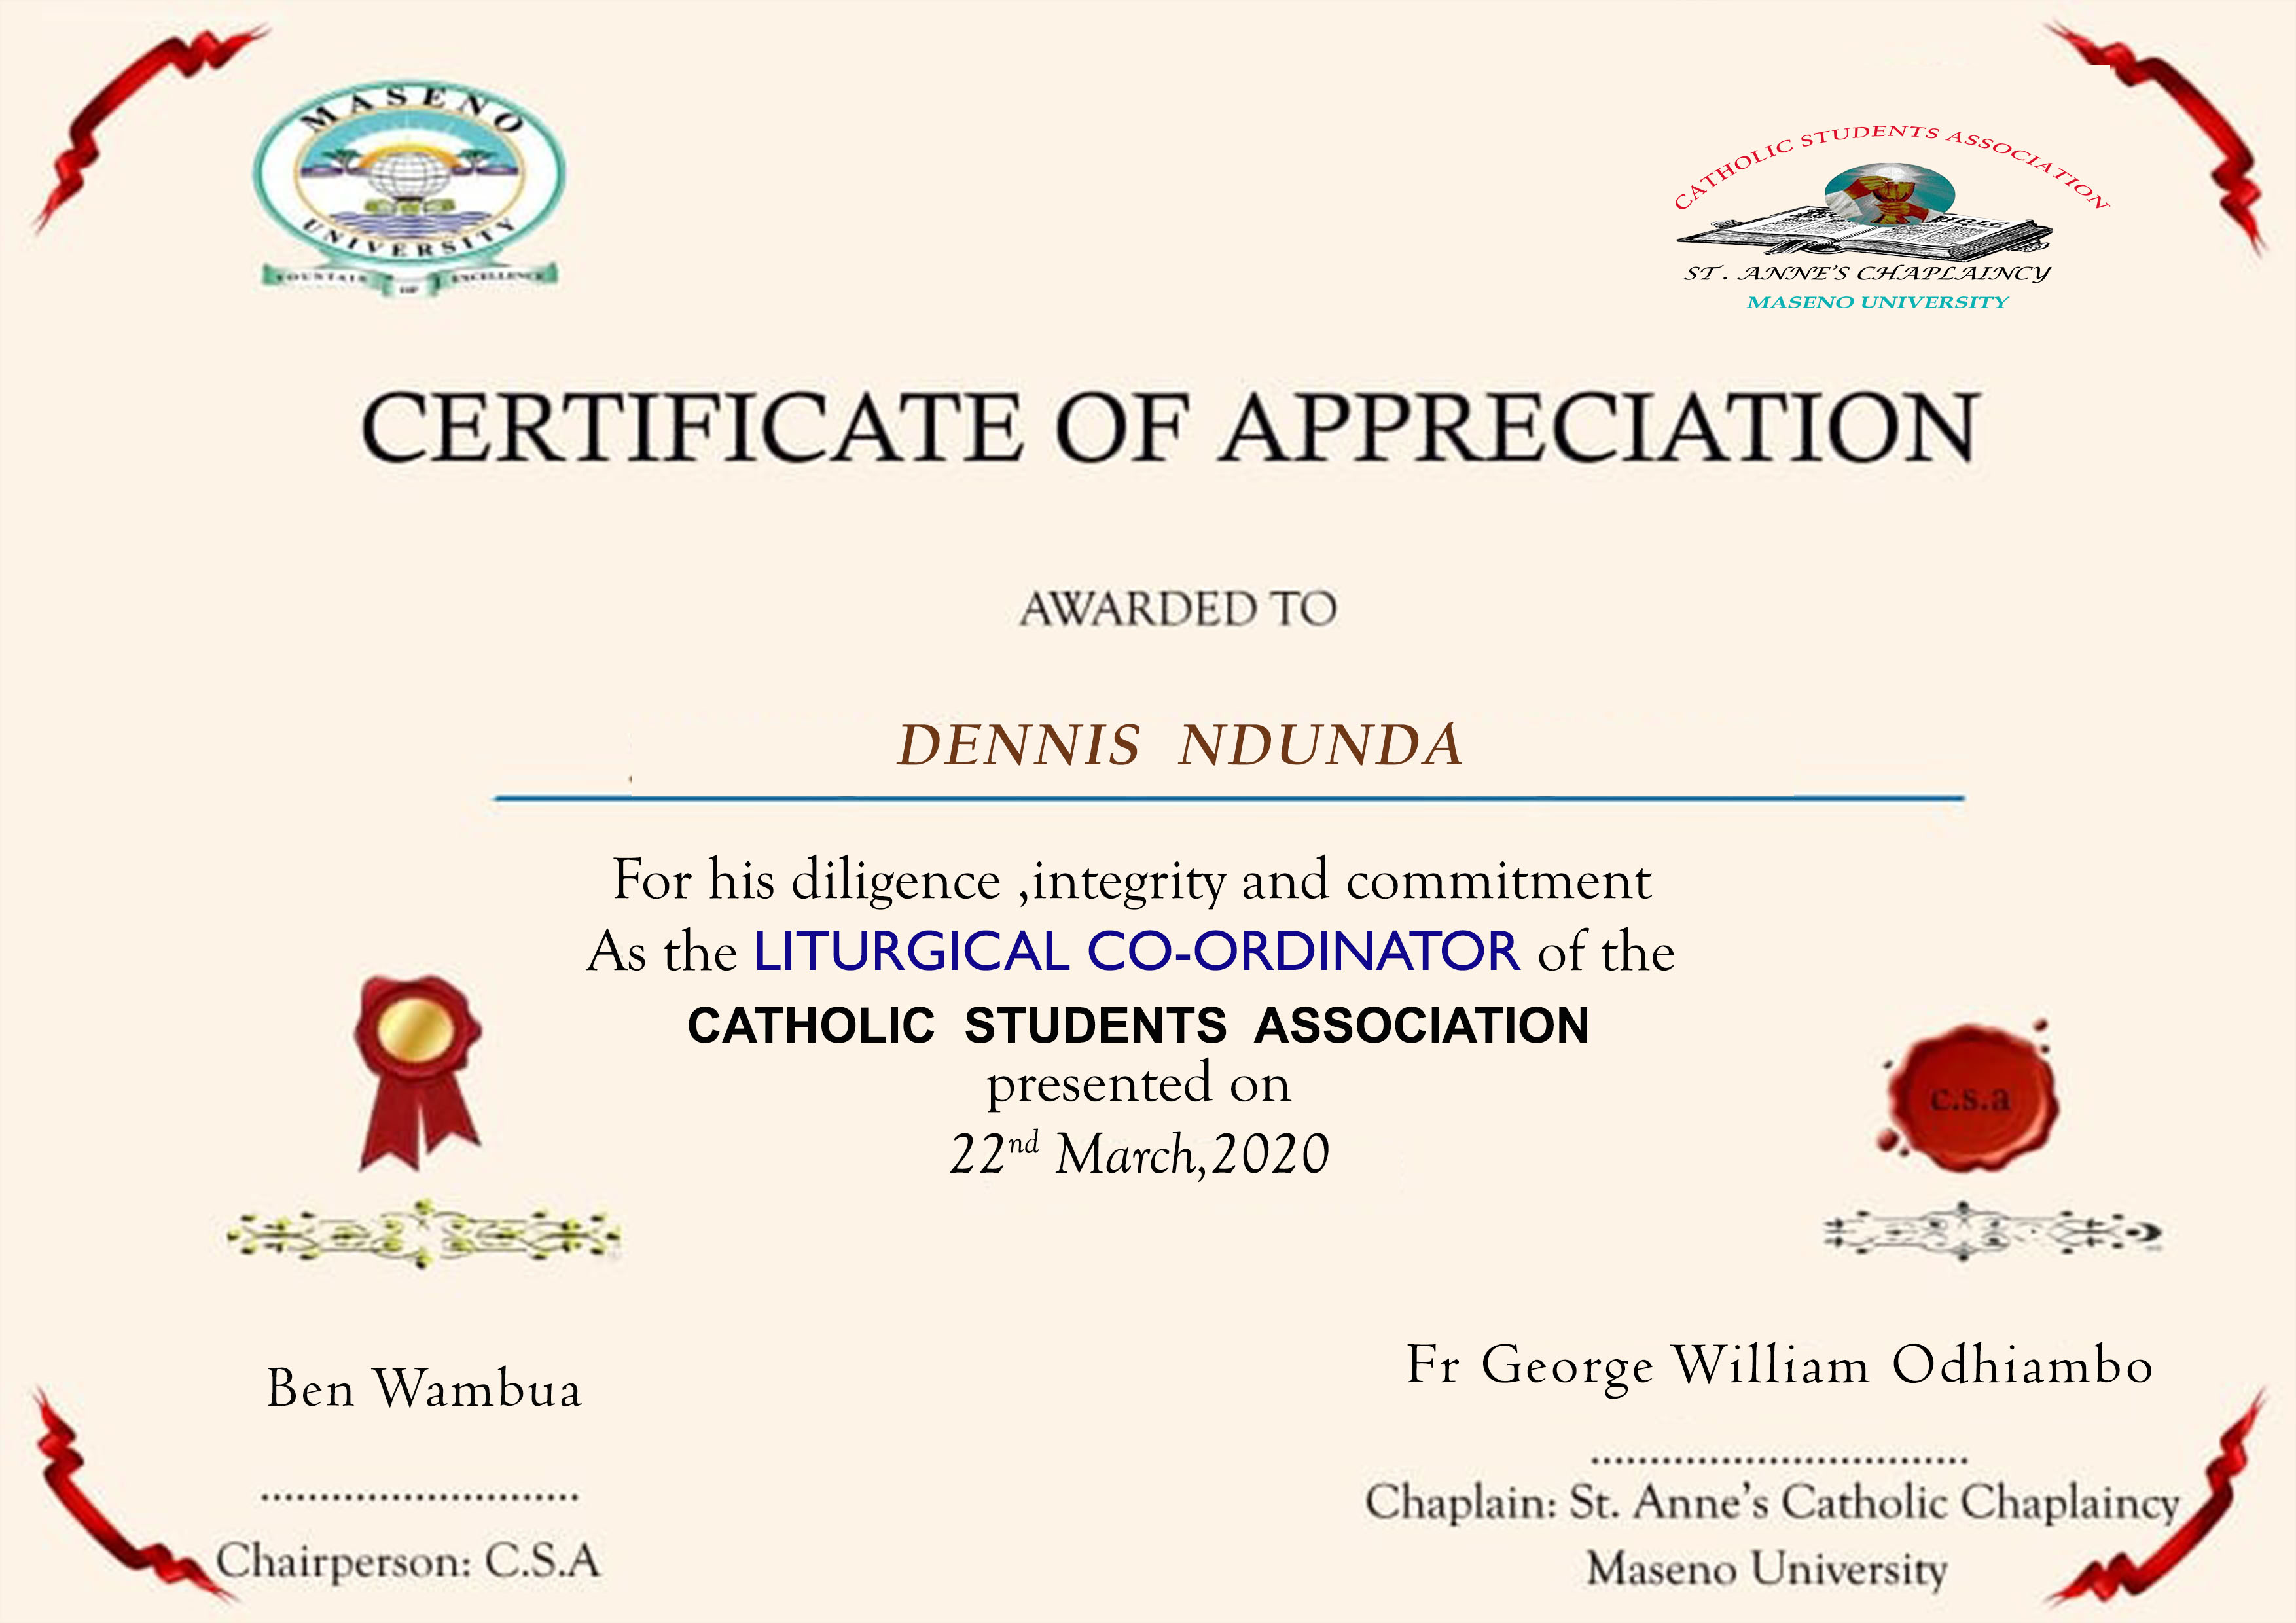 MASENO
UNIVERSITY
FOUNTAIN OF EXCELLENCE
CATHOLIC STUDENTS ASSOCIATION
BIBLE
ST. ANNE'S CHAPLAINCY
MASENO UNIVERSITY
CERTIFICATE OF APPRECIATION
AWARDED TO
DENNIS NDUNDA
For his diligence ,integrity and commitment
As the LITURGICAL CO-ORDINATOR of the
CATHOLIC STUDENTS ASSOCIATION
presented on
22nd March,2020
c.s.a
Ben Wambua
Fr George William Odhiambo
...........................
Chairperson: C.S.A
................................
Chaplain: St. Anne's Catholic Chaplaincy
Maseno University